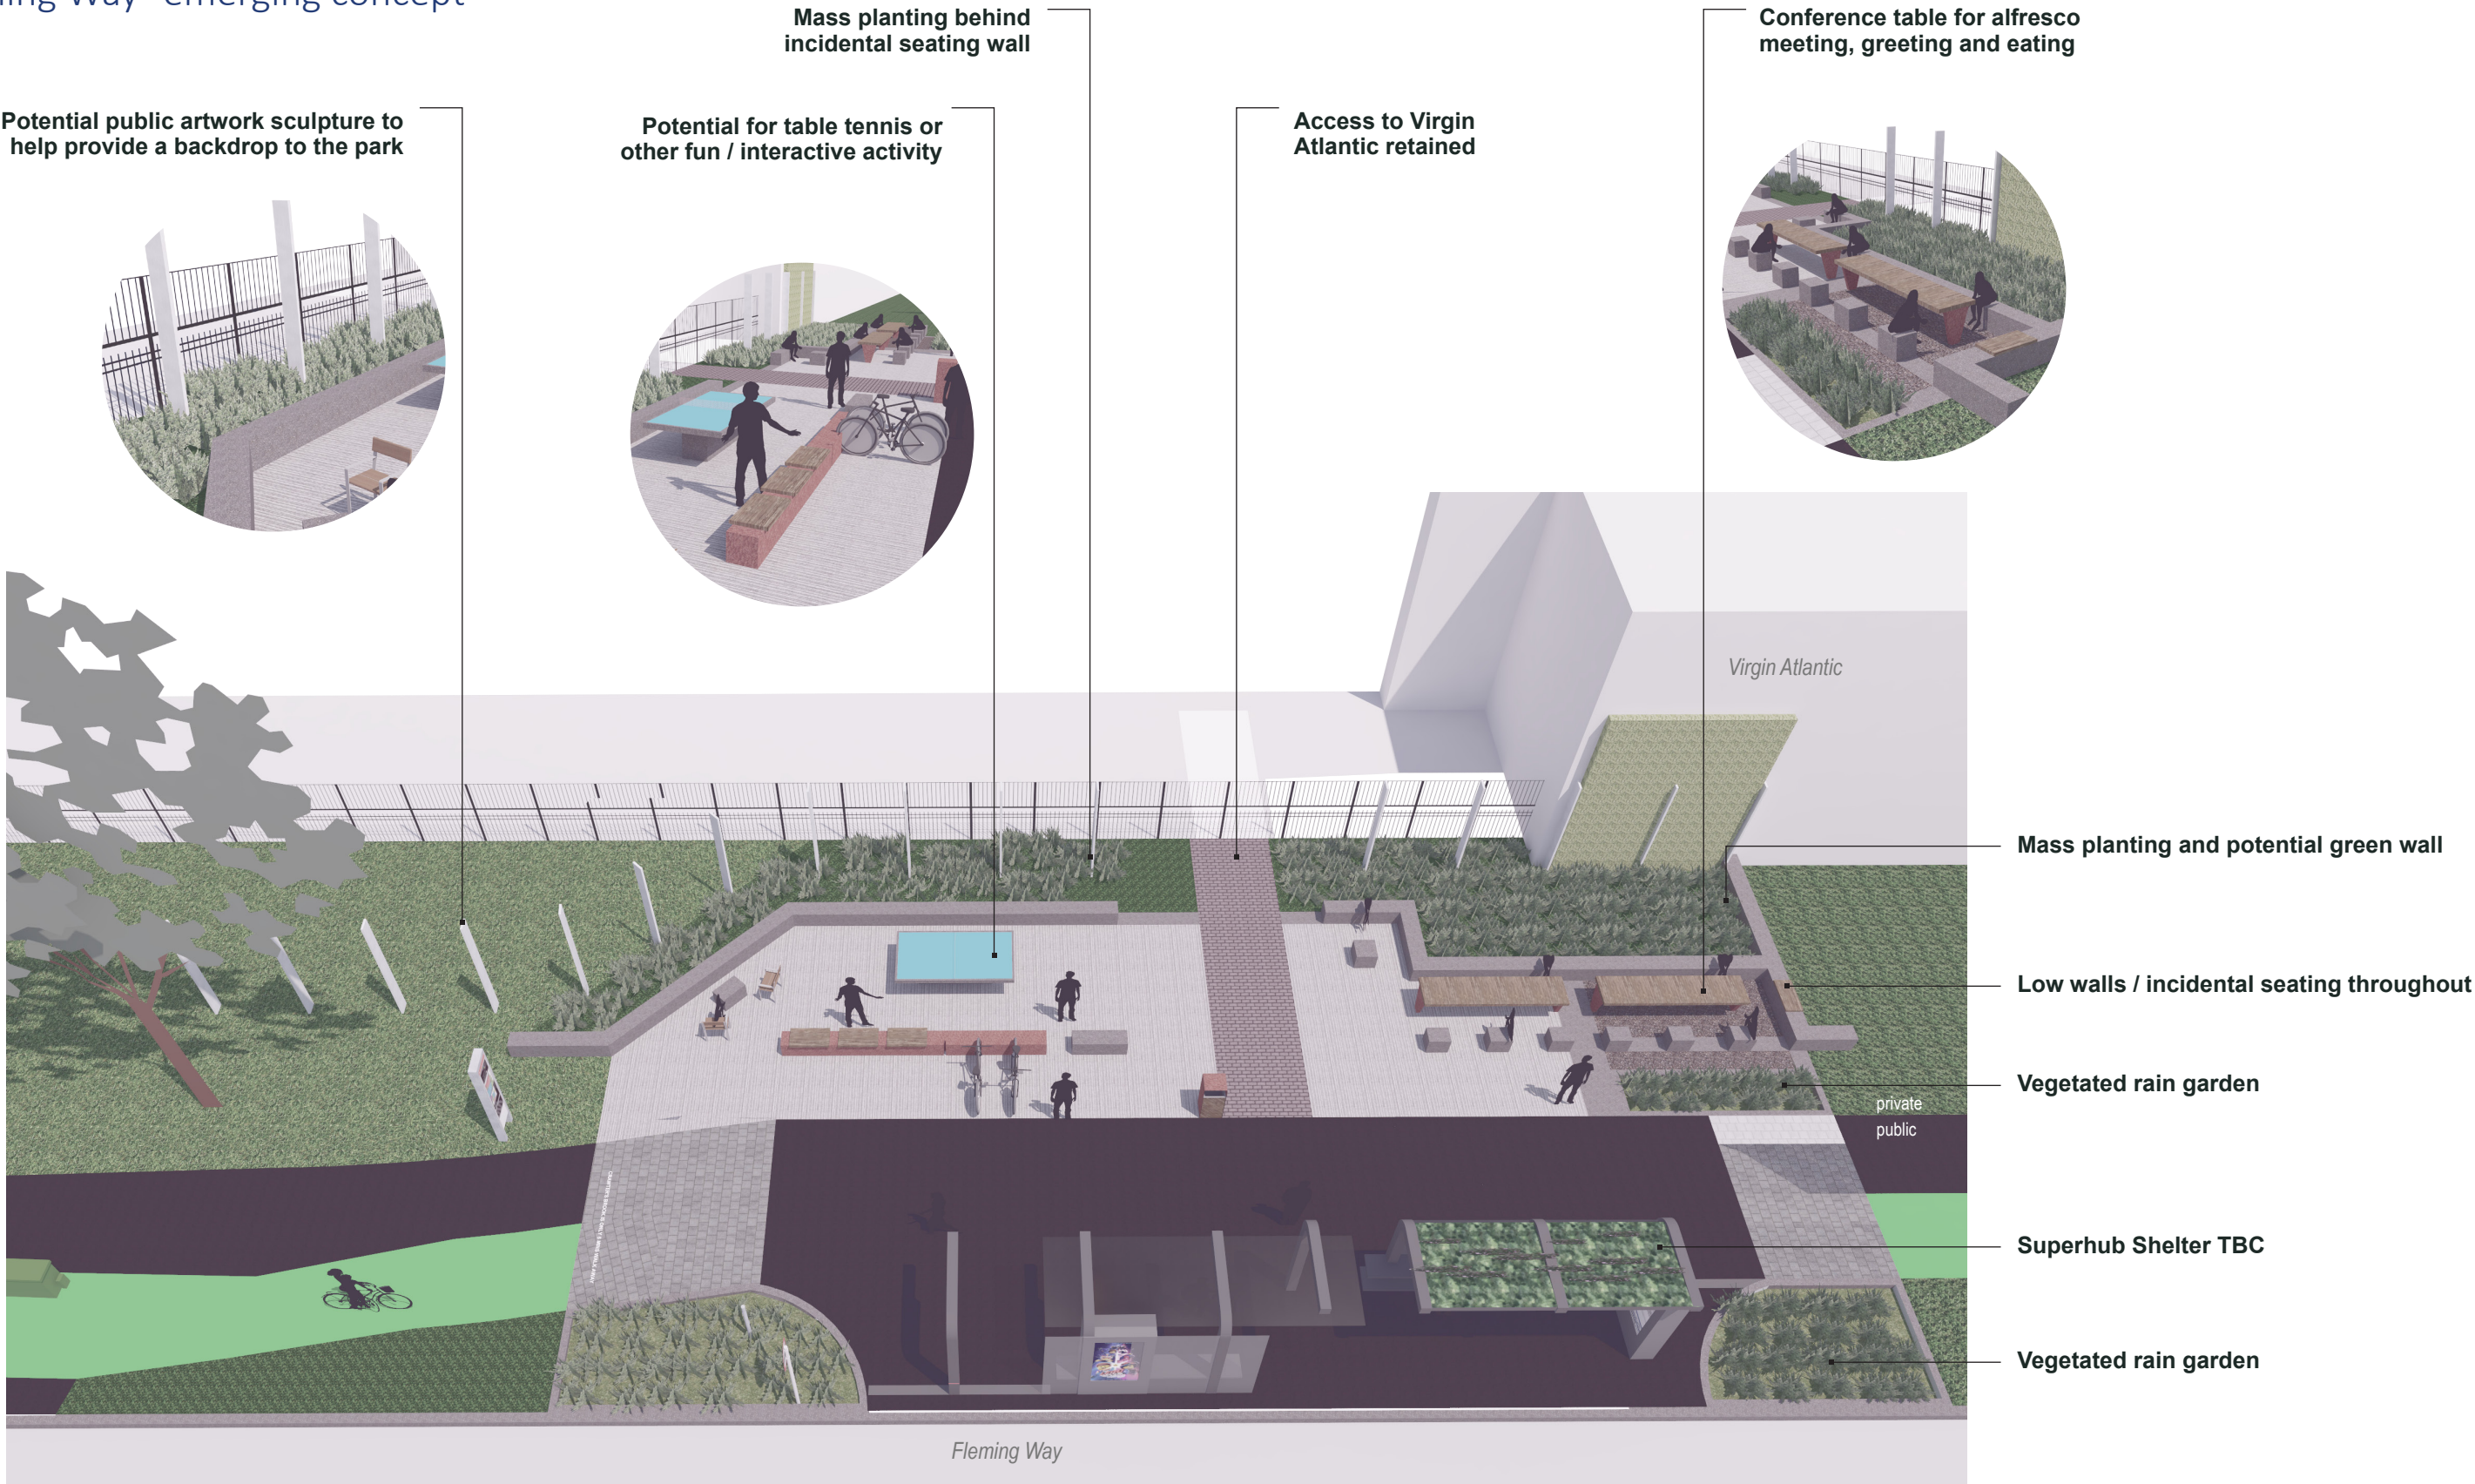 emerging concept
Mass planting behind
incidental seating wall
Conference table for alfresco
meeting, greeting and eating
Potential public artwork sculpture to
help provide a backdrop to the park
Potential for table tennis or
other fun / interactive activity
Access to Virgin
Atlantic retained
Virgin Atlantic
Mass planting and potential green wall
Low walls / incidental seating throughout
Vegetated rain garden
private
public
Superhub Shelter TBC
Vegetated rain garden
Fleming Way